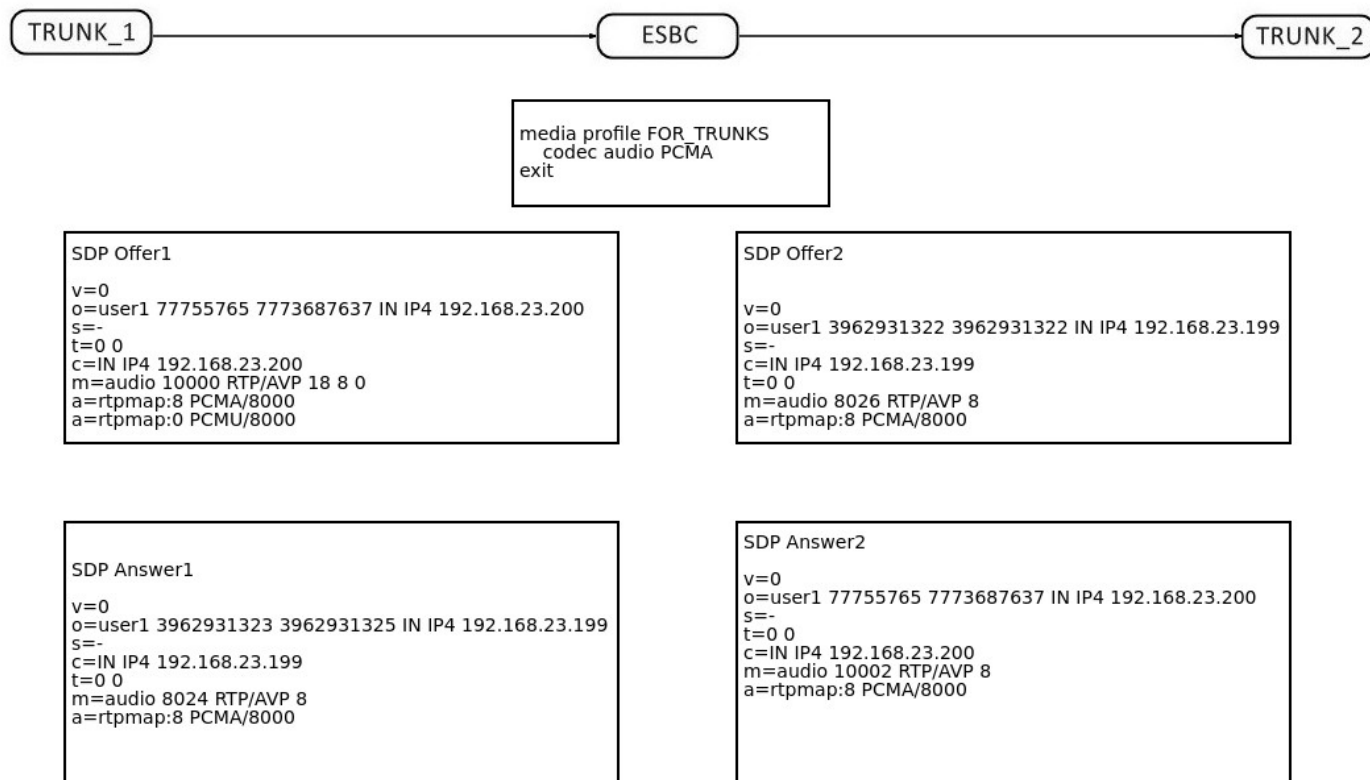 TRUNK_1
ESBC
TRUNK_2
media profile FOR_TRUNKS
codec audio PCMA
exit
SDP Offer1
v=0
o=user1 77755765 7773687637 IN IP4 192.168.23.200
s=-
t=0 0
c=IN IP4 192.168.23.200
m=audio 10000 RTP/AVP 18 8 0
a=rtpmap:8 PCMA/8000
a=rtpmap:0 PCMU/8000
SDP Offer2
v=0
o=user1 3962931322 3962931322 IN IP4 192.168.23.199
s=-
c=IN IP4 192.168.23.199
t=0 0
m=audio 8026 RTP/AVP 8
a=rtpmap:8 PCMA/8000
SDP Answer1
v=0
o=user1 3962931323 3962931325 IN IP4 192.168.23.199
s=-
c=IN IP4 192.168.23.199
t=0 0
m=audio 8024 RTP/AVP 8
a=rtpmap:8 PCMA/8000
SDP Answer2
v=0
o=user1 77755765 7773687637 IN IP4 192.168.23.200
s=-
t=0 0
c=IN IP4 192.168.23.200
m=audio 10002 RTP/AVP 8
a=rtpmap:8 PCMA/8000